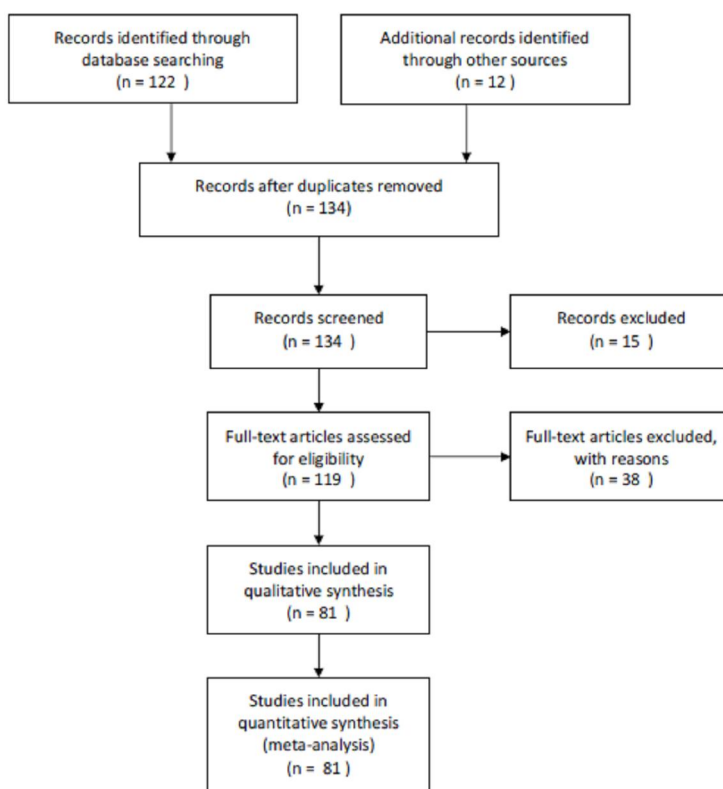 Records identified through
database searching
(n = 122 )
Additional records identified
through other sources
(n = 12 )
Records after duplicates removed
(n = 134)
Records screened
(n = 134 )
Records excluded
(n = 15 )
Full-text articles assessed
for eligibility
(n = 119 )
Full-text articles excluded,
with reasons
(n = 38 )
Studies included in
qualitative synthesis
(n = 81 )
Studies included in
quantitative synthesis
(meta-analysis)
(n = 81 )